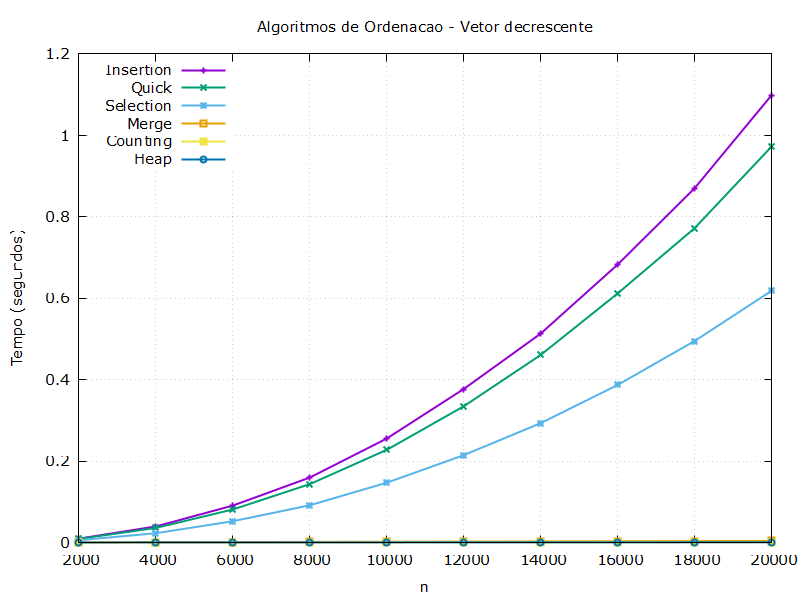 Algoritmos de Ordenacao - Vetor decrescente
1.2
1
0.8
0.6
0.4
0.2
0
Tempo (segundos)
Insertion
Quick
Selection
Merge
Counting
Heap
2000 4000 6000 8000 10000 12000 14000 16000 18000 20000
n